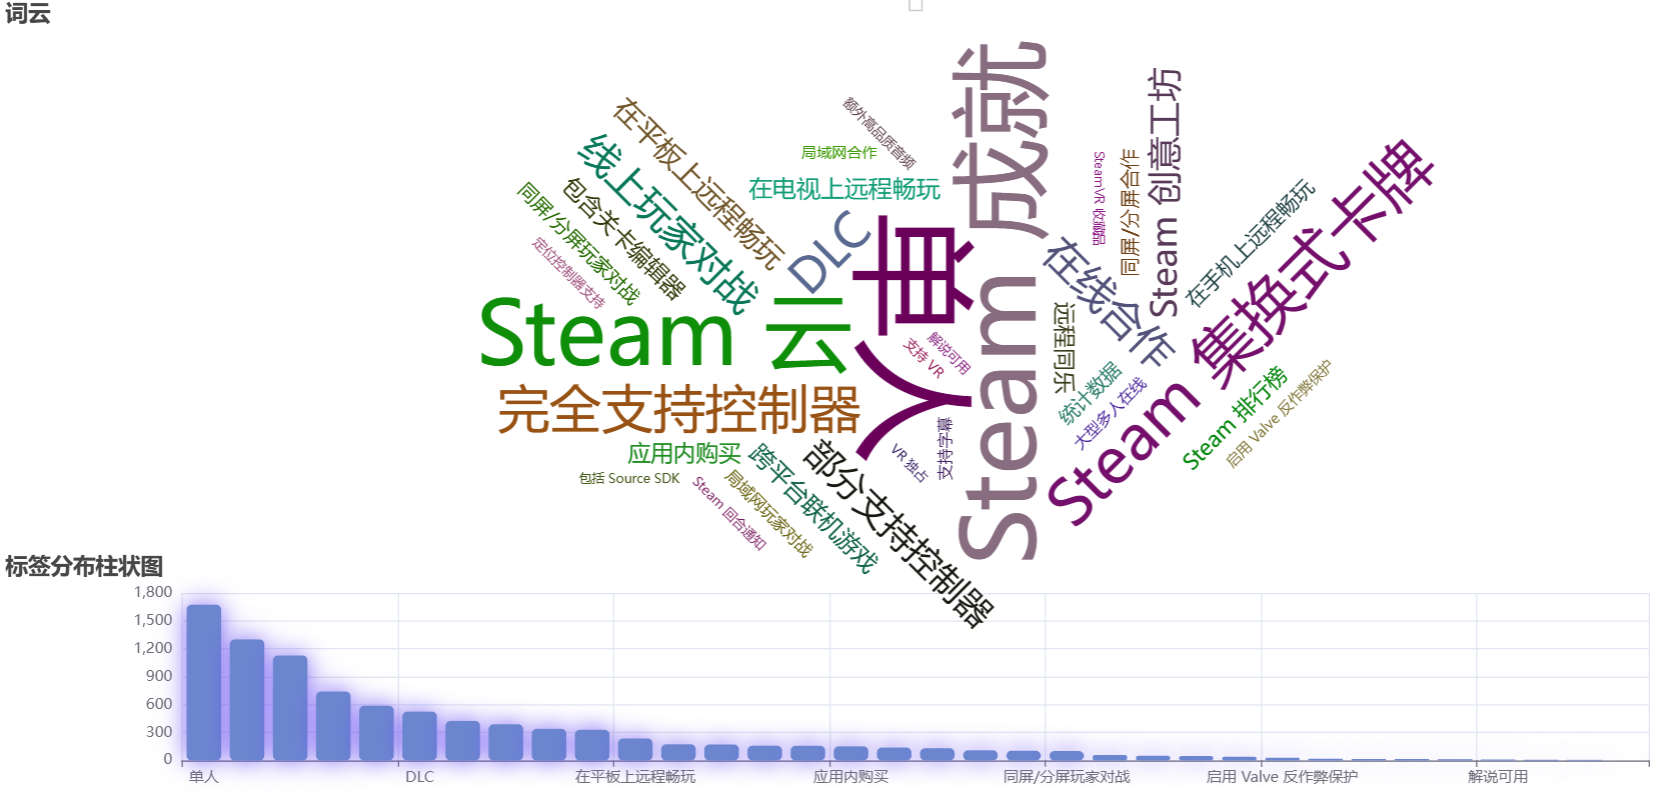 词云
额外高品质音频
局域网合作
在电视上远程畅玩
在平板上远程畅玩
线上玩家对战
包含关卡编辑器
同屏/分屏玩家对战
定位控制器支持
DLC
单人
Steam 成就
Steam 云
完全支持控制器
解说可用
支持 VR
VR 独占
支持字幕
应用内购买
包括 Source SDK
Steam 回合通知
局域网玩家对战
跨平台联机游戏
部分支持控制器
SteamVR 收藏品
同屏/分屏合作
Steam 创意工坊
在手机上远程畅玩
在线合作
远程同乐
统计数据
大型多人在线
Steam 集换式卡牌
Steam 排行榜
启用 Valve 反作弊保护
标签分布柱状图
1,800
1,500
1,200
900
600
300
0
单人
DLC
在平板上远程畅玩
应用内购买
同屏/分屏玩家对战
启用 Valve 反作弊保护
解说可用